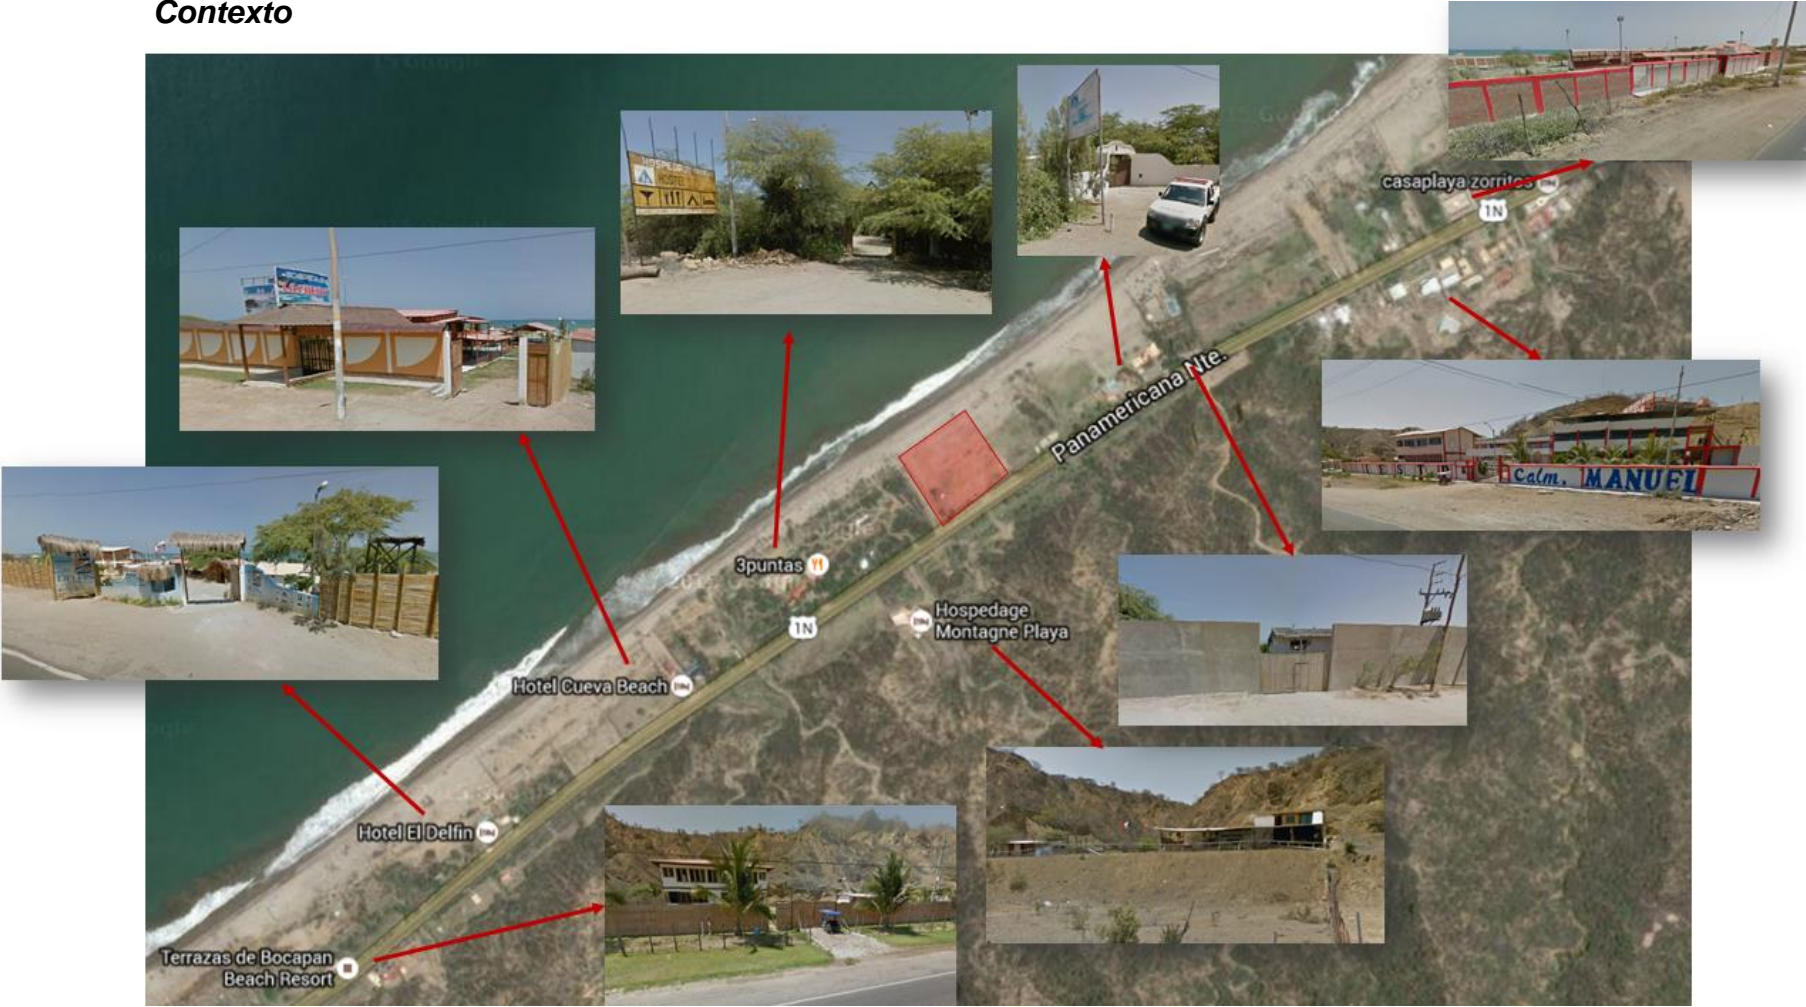 Contexto
casaplaya zorritos
1N
Panamericana Nte.
Calm. MANUEL
3puntas
1N
Hospedage
Montagne Playa
Hotel Cueva Beach
Hotel El Delfin
Terrazas de Bocapan
Beach Resort